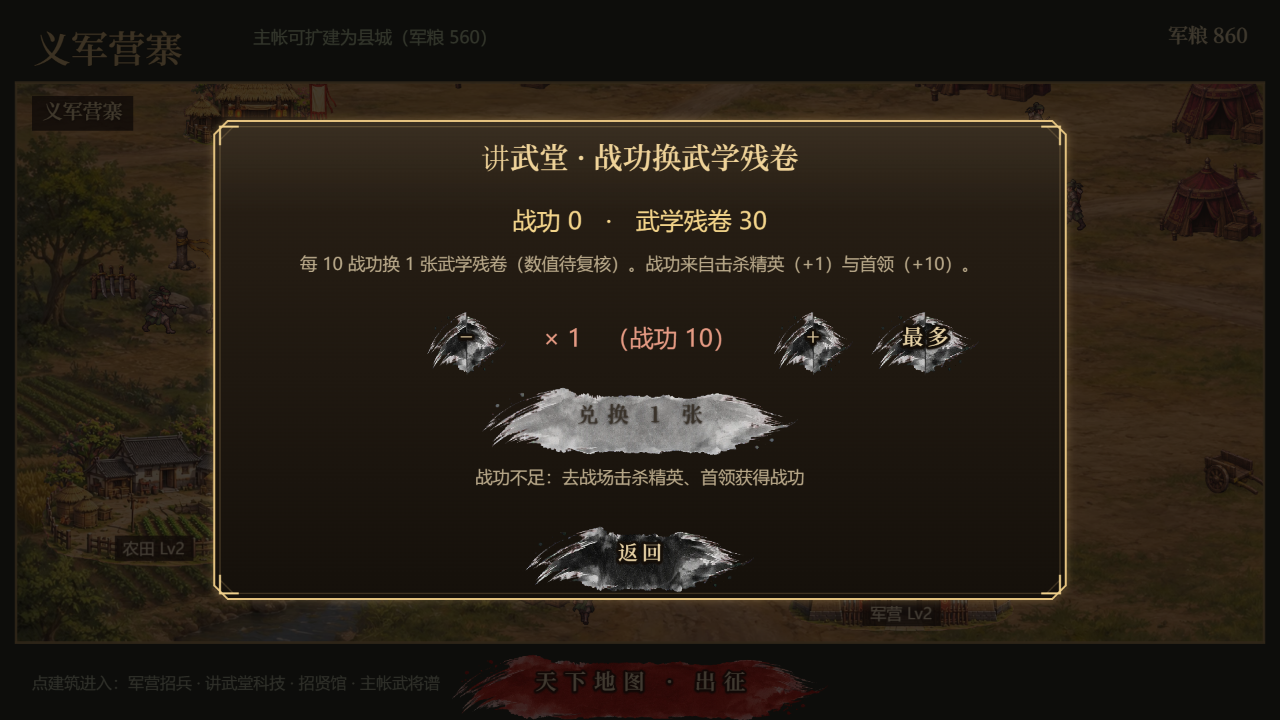 义军营寨
主帐可扩建为县城（军粮 560）
军粮 860
义军营寨
讲武堂 · 战功换武学残卷
战功 0 · 武学残卷 30
每 10 战功换 1 张武学残卷（数值待复核）。战功来自击杀精英（+1）与首领（+10）。
− × 1 （战功 10） + 最多
兑换 1 张
战功不足：去战场击杀精英、首领获得战功
农田 Lv2
返回
军营 Lv2
点建筑进入：军营招兵 · 讲武堂科技 · 招贤馆 · 主帐武将谱
天下地图 · 出征